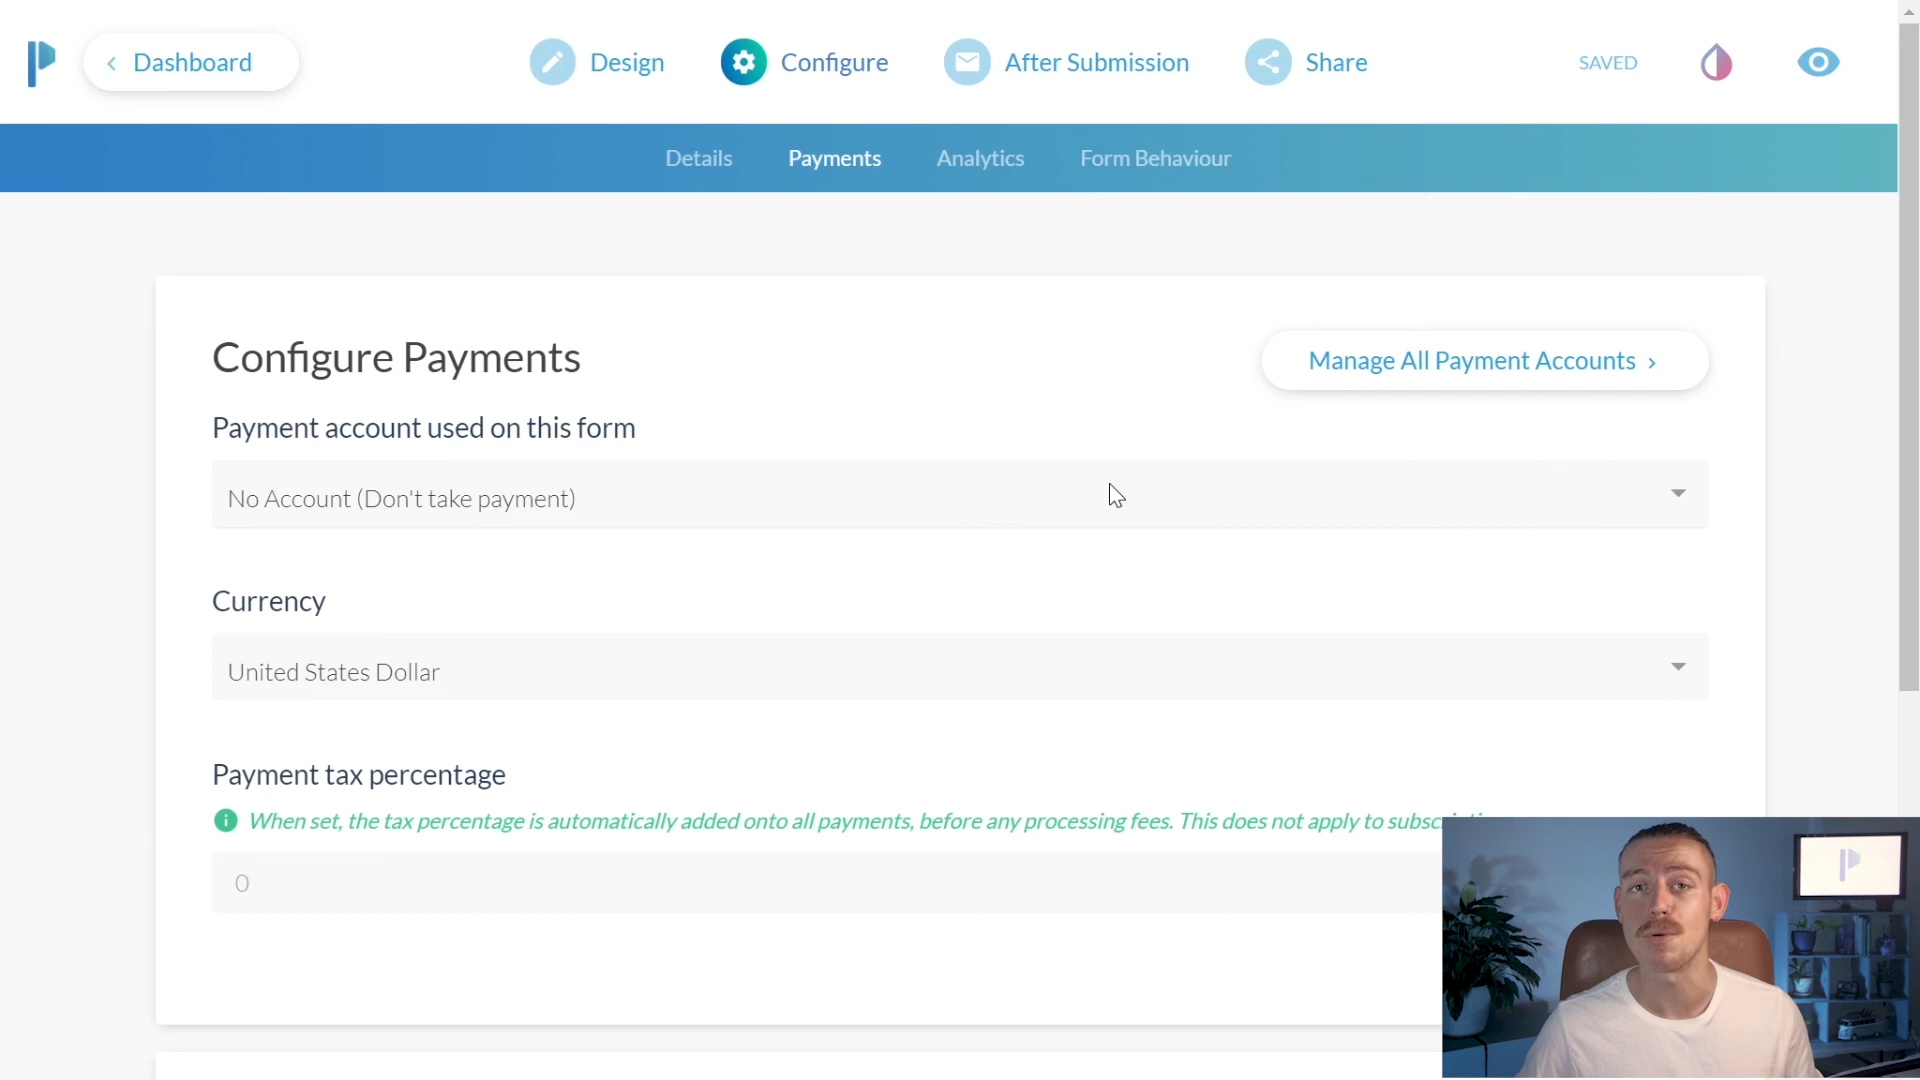 Dashboard
Design
Configure
After Submission
Share
SAVED
Details
Payments
Analytics
Form Behaviour
Configure Payments
Manage All Payment Accounts
Payment account used on this form
No Account (Don't take payment)
Currency
United States Dollar
Payment tax percentage
When set, the tax percentage is automatically added onto all payments, before any processing fees. This does not apply to
0